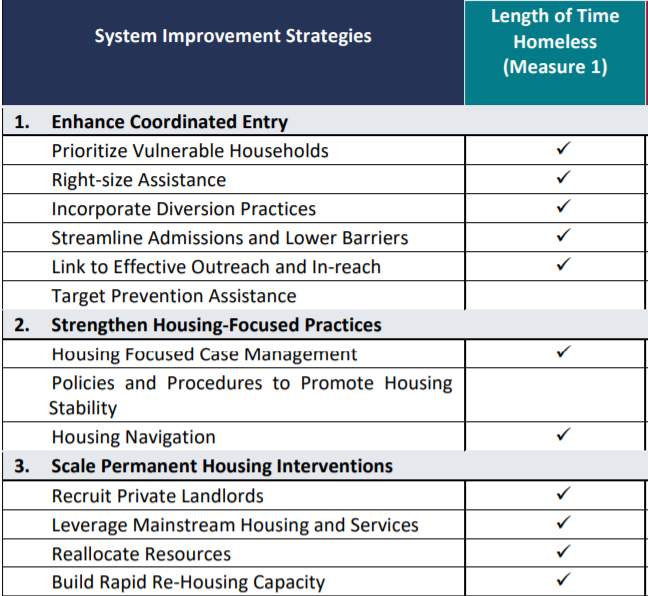 System Improvement Strategies
Length of Time
Homeless
(Measure 1)
1. Enhance Coordinated Entry
Prioritize Vulnerable Households ✓
Right-size Assistance ✓
Incorporate Diversion Practices ✓
Streamline Admissions and Lower Barriers ✓
Link to Effective Outreach and In-reach ✓
Target Prevention Assistance
2. Strengthen Housing-Focused Practices
Housing Focused Case Management ✓
Policies and Procedures to Promote Housing
Stability
Housing Navigation ✓
3. Scale Permanent Housing Interventions
Recruit Private Landlords ✓
Leverage Mainstream Housing and Services ✓
Reallocate Resources ✓
Build Rapid Re-Housing Capacity ✓